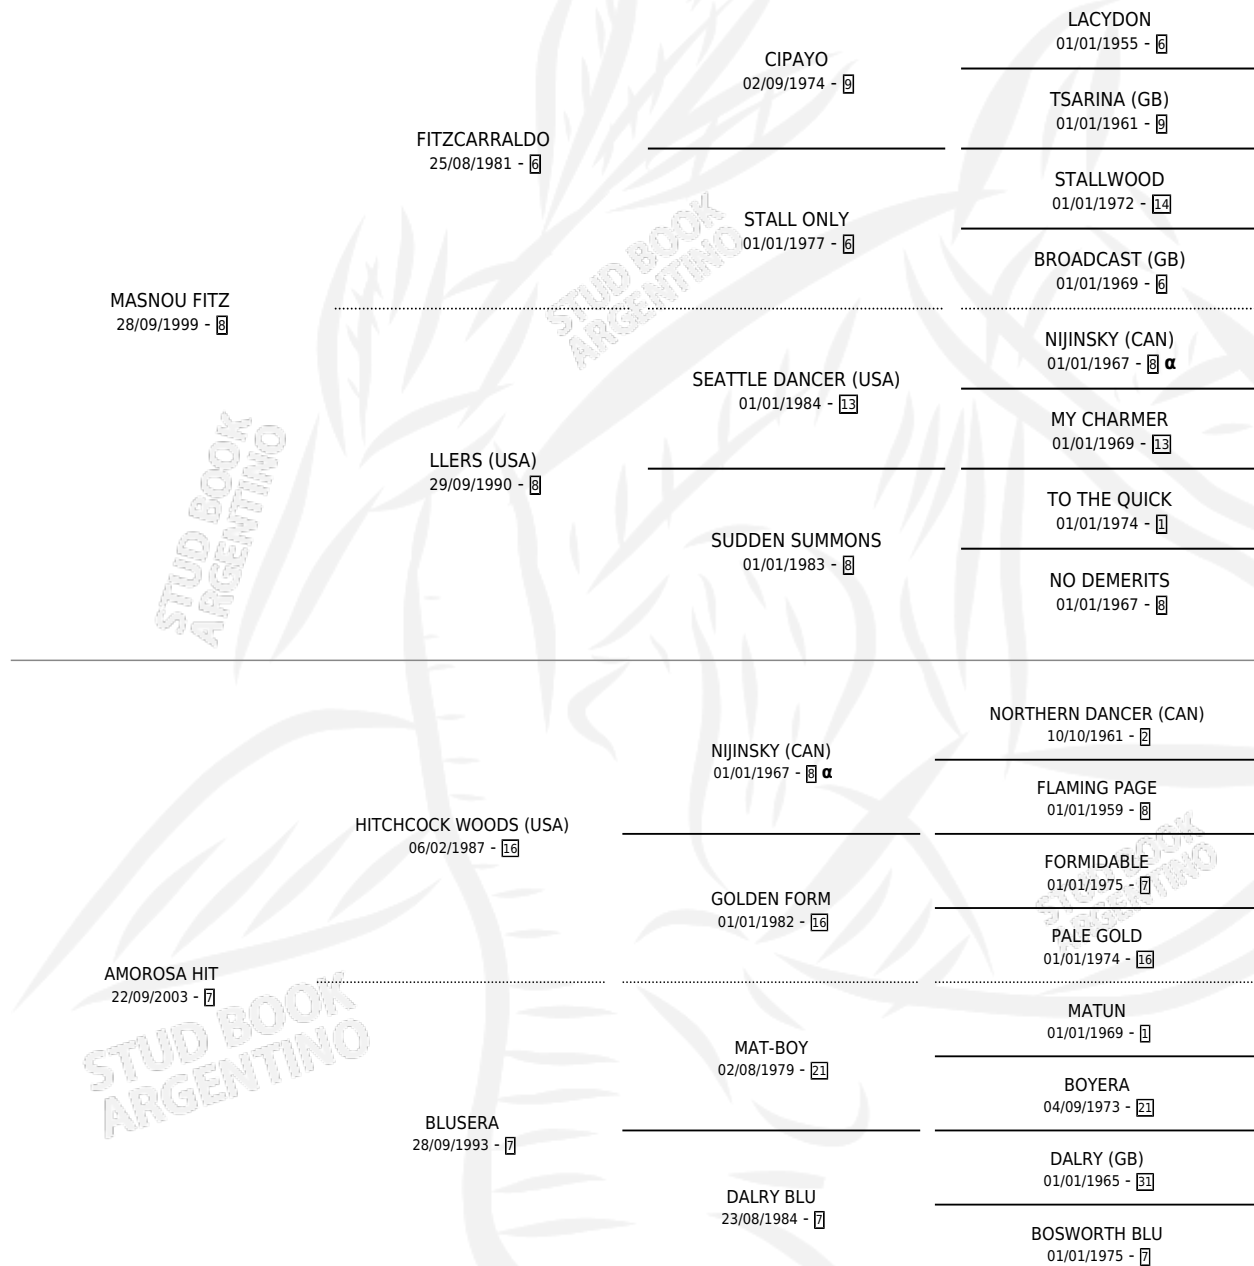 LACYDON
01/01/1955 - 6
CIPAYO
02/09/1974 - 9
TSARINA (GB)
01/01/1961 - 9
FITZCARRALDO
25/08/1981 - 6
STALLWOOD
01/01/1972 - 14
STALL ONLY
01/01/1977 - 6
BROADCAST (GB)
01/01/1969 - 6
MASNOU FITZ
28/09/1999 - 8
NIJINSKY (CAN)
01/01/1967 - 8 α
SEATTLE DANCER (USA)
01/01/1984 - 13
MY CHARMER
01/01/1969 - 13
LLERS (USA)
29/09/1990 - 8
TO THE QUICK
01/01/1974 - 1
SUDDEN SUMMONS
01/01/1983 - 8
NO DEMERITS
01/01/1967 - 8
NORTHERN DANCER (CAN)
10/10/1961 - 2
NIJINSKY (CAN)
01/01/1967 - 8 α
FLAMING PAGE
01/01/1959 - 8
HITCHCOCK WOODS (USA)
06/02/1987 - 16
FORMIDABLE
01/01/1975 - 7
GOLDEN FORM
01/01/1982 - 16
PALE GOLD
01/01/1974 - 16
AMOROSA HIT
22/09/2003 - 7
MATUN
01/01/1969 - 1
MAT-BOY
02/08/1979 - 21
BOYERA
04/09/1973 - 21
BLUSERA
28/09/1993 - 7
DALRY (GB)
01/01/1965 - 31
DALRY BLU
23/08/1984 - 7
BOSWORTH BLU
01/01/1975 - 7
STUD BOOK
ARGENTINO
STUD BOOK
ARGENTINO
STUD BOOK
ARGENTINO
STUD BOOK
ARGENTINO